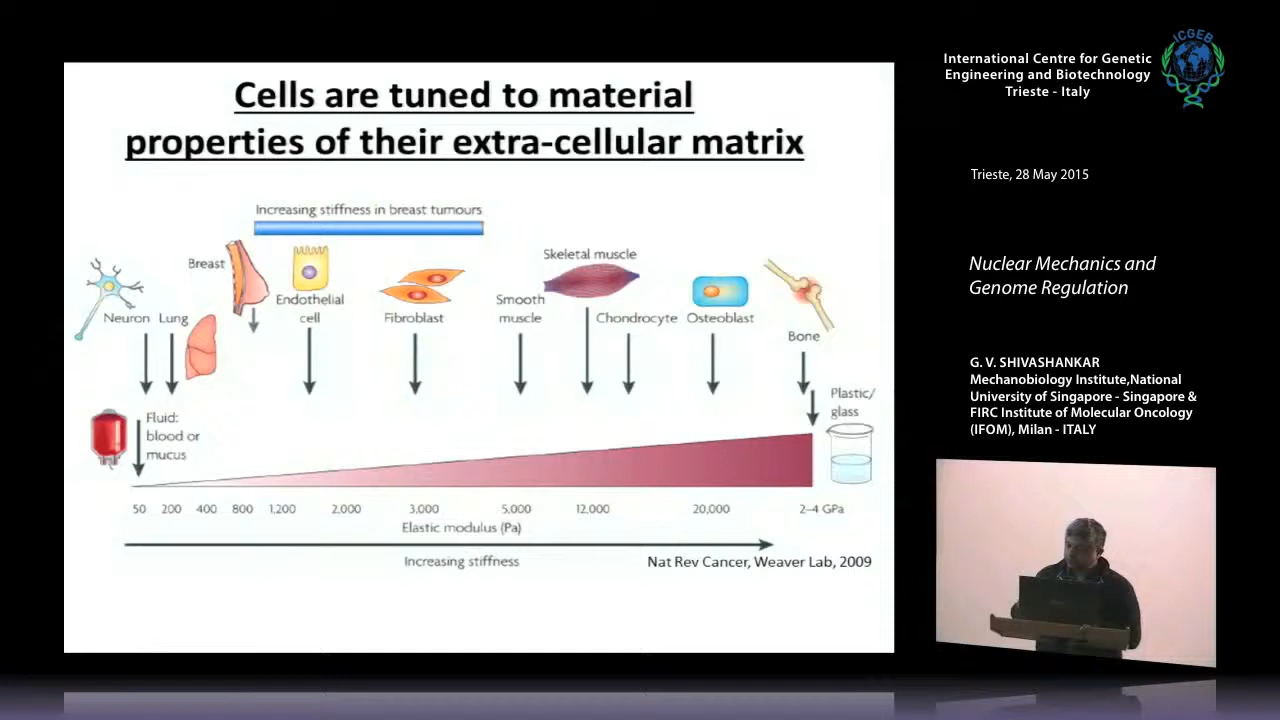 Cells are tuned to material
properties of their extra-cellular matrix
Increasing stiffness in breast tumours
Breast
Skeletal muscle
Neuron
Lung
Endothelial
cell
Fibroblast
Smooth
muscle
Chondrocyte
Osteoblast
Bone
Fluid:
blood or
mucus
Plastic/
glass
50 200 400 800 1,200 2,000 3,000 5,000 12,000 20,000 2–4 GPa
Elastic modulus (Pa)
Increasing stiffness
Nat Rev Cancer, Weaver Lab, 2009
International Centre for Genetic
Engineering and Biotechnology
Trieste - Italy
ICGEB
Trieste, 28 May 2015
Nuclear Mechanics and
Genome Regulation
G. V. SHIVASHANKAR
Mechanobiology Institute,National
University of Singapore - Singapore &
FIRC Institute of Molecular Oncology
(IFOM), Milan - ITALY